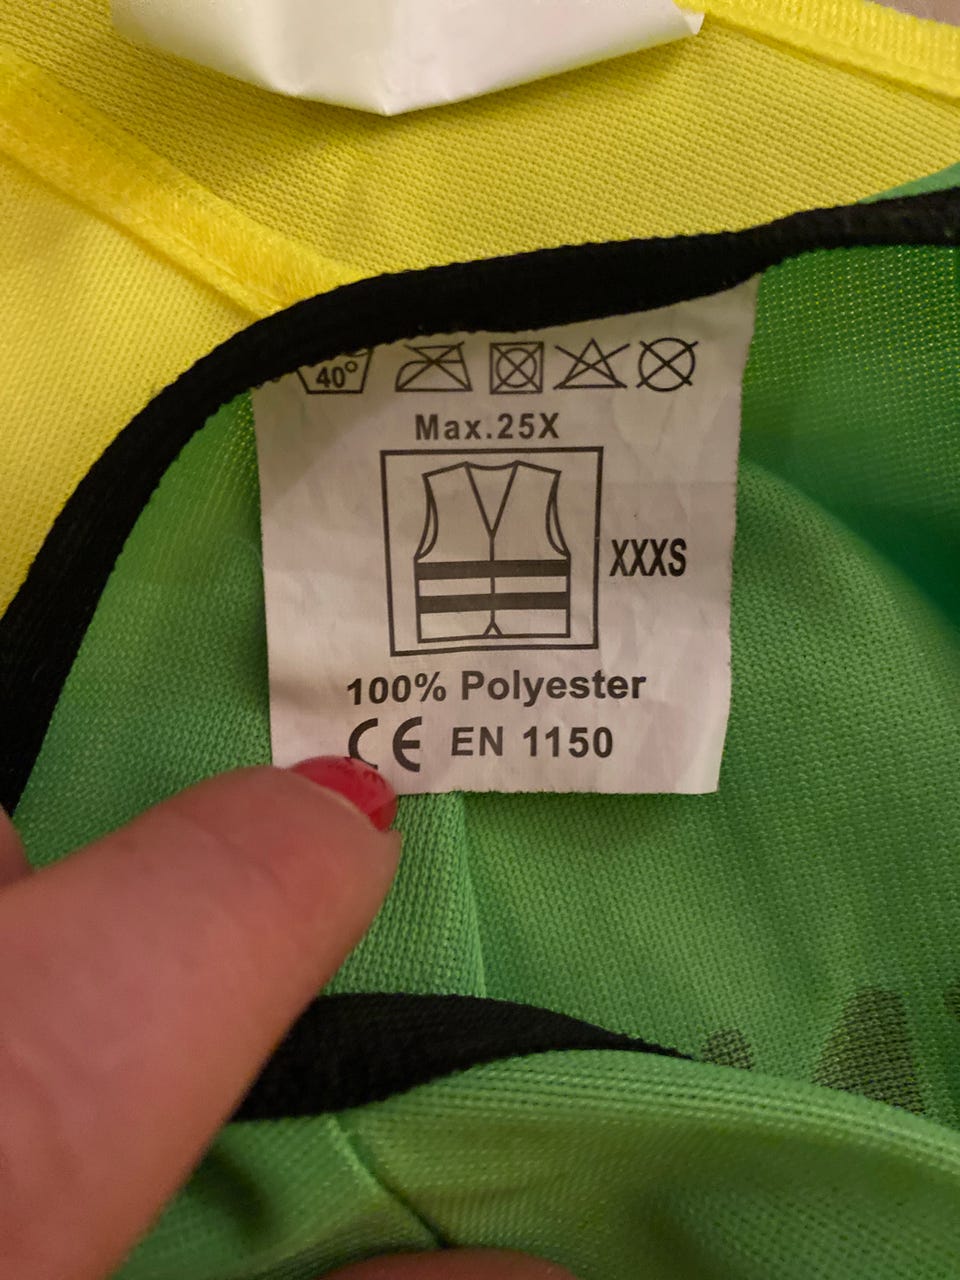 40°
Max.25X
XXXS
100% Polyester
CE EN 1150